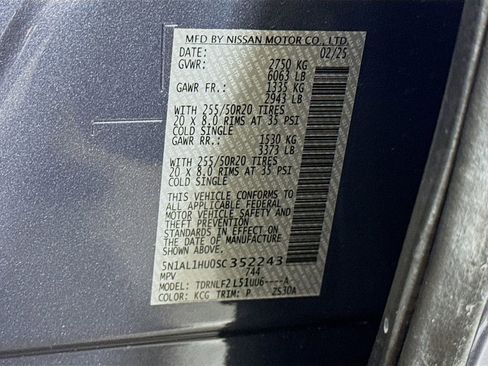 MFD BY NISSAN MOTOR CO., LTD.
DATE: 02/25
GVWR: 2750 KG
6063 LB
GAWR FR.: 1335 KG
2943 LB
WITH 255/50R20 TIRES
20 x 8.0 RIMS AT 35 PSI
COLD SINGLE
GAWR RR.: 1530 KG
3373 LB
WITH 255/50R20 TIRES
20 x 8.0 RIMS AT 35 PSI
COLD SINGLE
THIS VEHICLE CONFORMS TO
ALL APPLICABLE FEDERAL
MOTOR VEHICLE SAFETY AND
THEFT PREVENTION
STANDARDS IN EFFECT ON
THE DATE OF MANUFACTURE
SHOWN ABOVE.
5N1AL1HU0SC352243
MPV 744
MODEL: TDRNLF2L51UU6----A
COLOR: KCG TRIM: P 2S30A